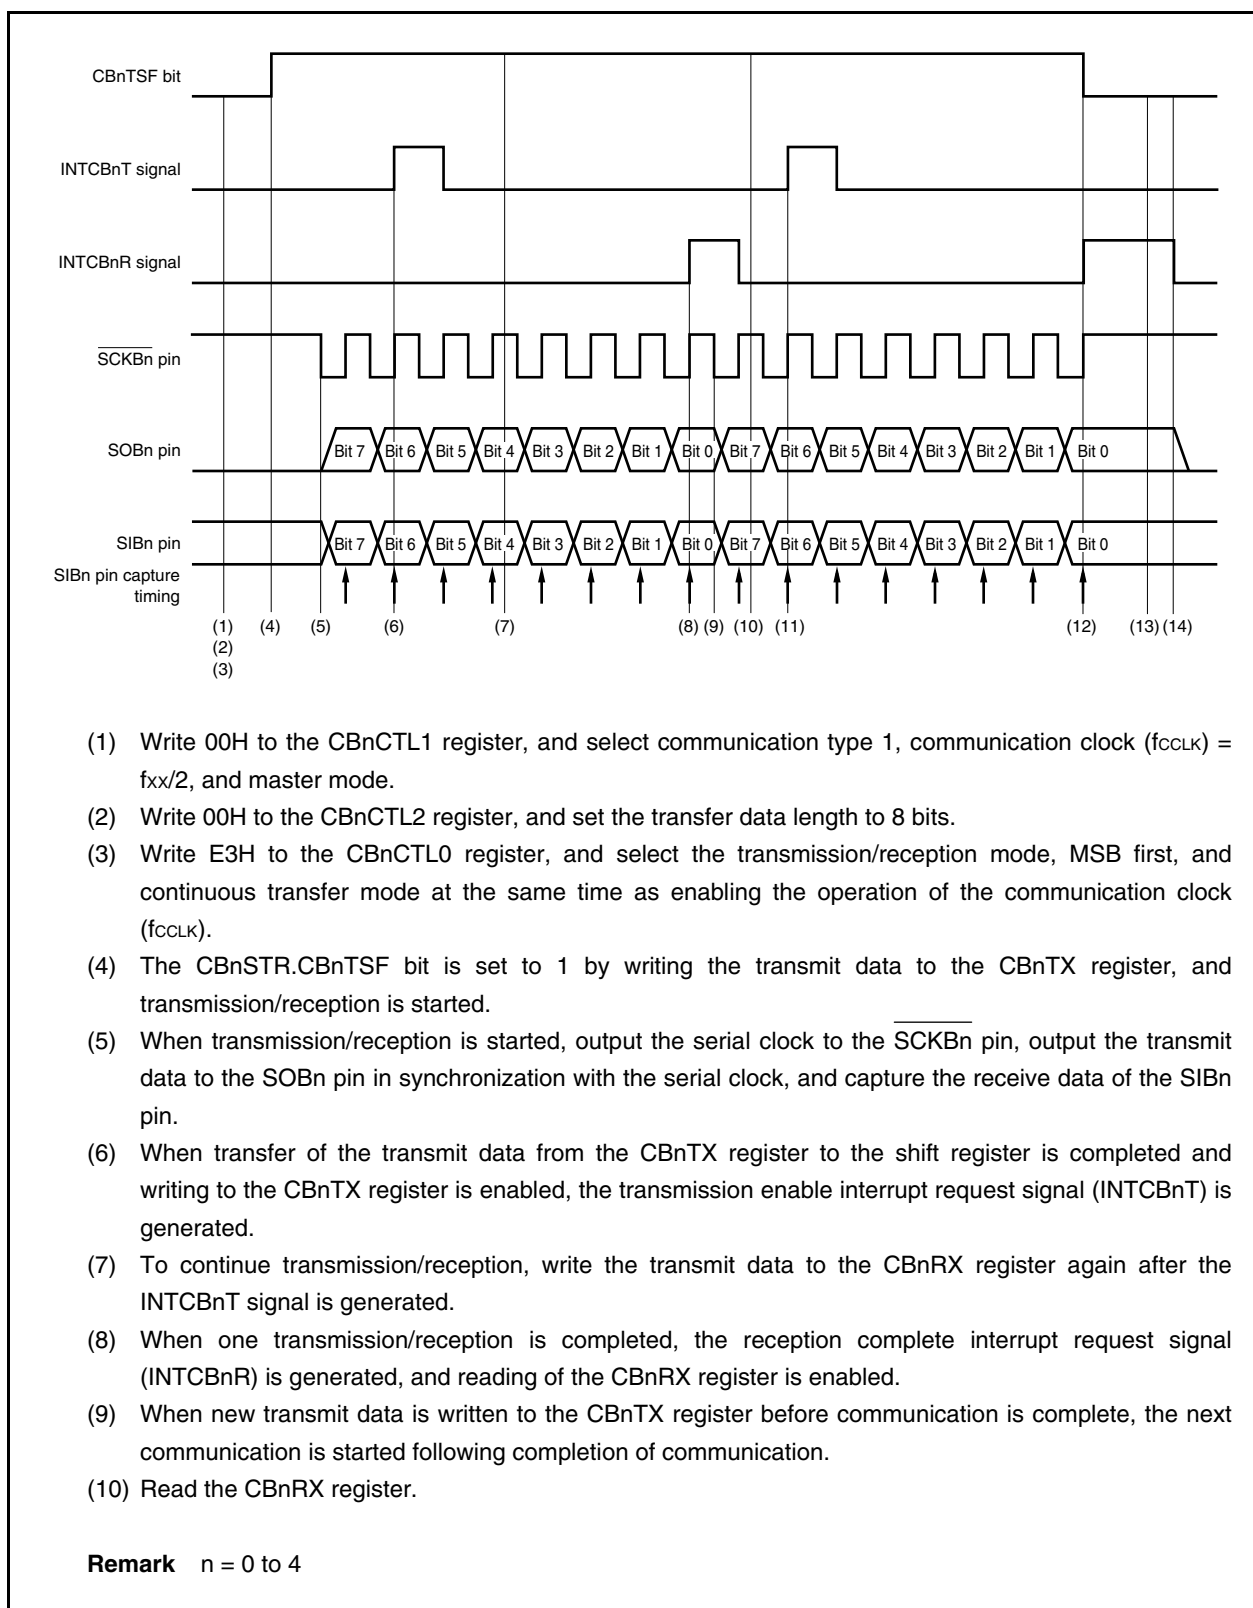 CBnTSF bit
INTCBnT signal
INTCBnR signal
SCKBn pin
SOBn pin
Bit 7 Bit 6 Bit 5 Bit 4 Bit 3 Bit 2 Bit 1 Bit 0 Bit 7 Bit 6 Bit 5 Bit 4 Bit 3 Bit 2 Bit 1 Bit 0
SIBn pin
Bit 7 Bit 6 Bit 5 Bit 4 Bit 3 Bit 2 Bit 1 Bit 0 Bit 7 Bit 6 Bit 5 Bit 4 Bit 3 Bit 2 Bit 1 Bit 0
SIBn pin capture
timing
(1) (4) (5) (6) (7) (8) (9) (10) (11) (12) (13) (14)
(2)
(3)
(1) Write 00H to the CBnCTL1 register, and select communication type 1, communication clock (fCCLK) =
fXX/2, and master mode.
(2) Write 00H to the CBnCTL2 register, and set the transfer data length to 8 bits.
(3) Write E3H to the CBnCTL0 register, and select the transmission/reception mode, MSB first, and
continuous transfer mode at the same time as enabling the operation of the communication clock
(fCCLK).
(4) The CBnSTR.CBnTSF bit is set to 1 by writing the transmit data to the CBnTX register, and
transmission/reception is started.
(5) When transmission/reception is started, output the serial clock to the SCKBn pin, output the transmit
data to the SOBn pin in synchronization with the serial clock, and capture the receive data of the SIBn
pin.
(6) When transfer of the transmit data from the CBnTX register to the shift register is completed and
writing to the CBnTX register is enabled, the transmission enable interrupt request signal (INTCBnT) is
generated.
(7) To continue transmission/reception, write the transmit data to the CBnRX register again after the
INTCBnT signal is generated.
(8) When one transmission/reception is completed, the reception complete interrupt request signal
(INTCBnR) is generated, and reading of the CBnRX register is enabled.
(9) When new transmit data is written to the CBnTX register before communication is complete, the next
communication is started following completion of communication.
(10) Read the CBnRX register.
Remark n = 0 to 4